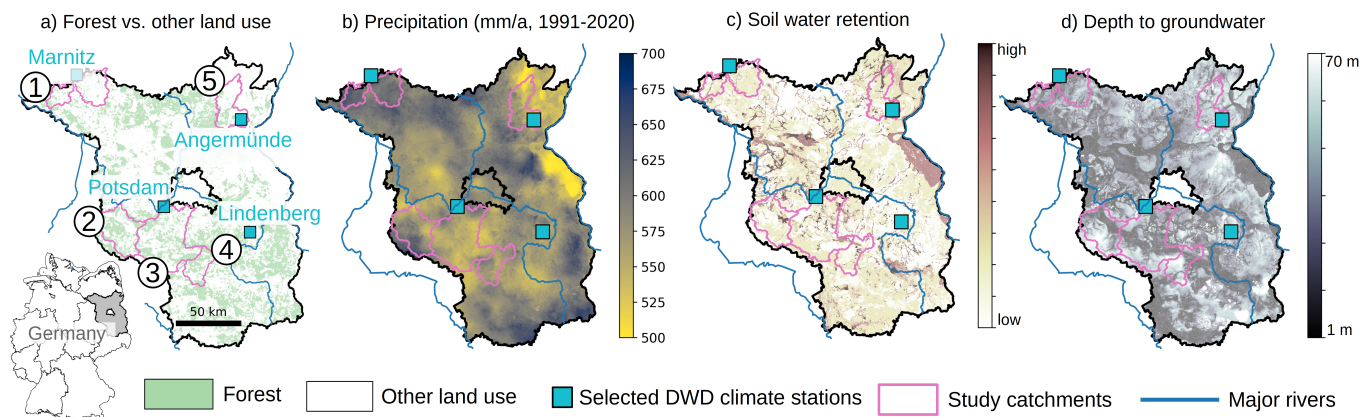 a) Forest vs. other land use
b) Precipitation (mm/a, 1991-2020)
c) Soil water retention
d) Depth to groundwater
Marnitz
1
5
Angermünde
Potsdam
Lindenberg
2
4
3
50 km
Germany
700
675
650
625
600
575
550
525
500
high
low
70 m
1 m
Forest
Other land use
Selected DWD climate stations
Study catchments
Major rivers